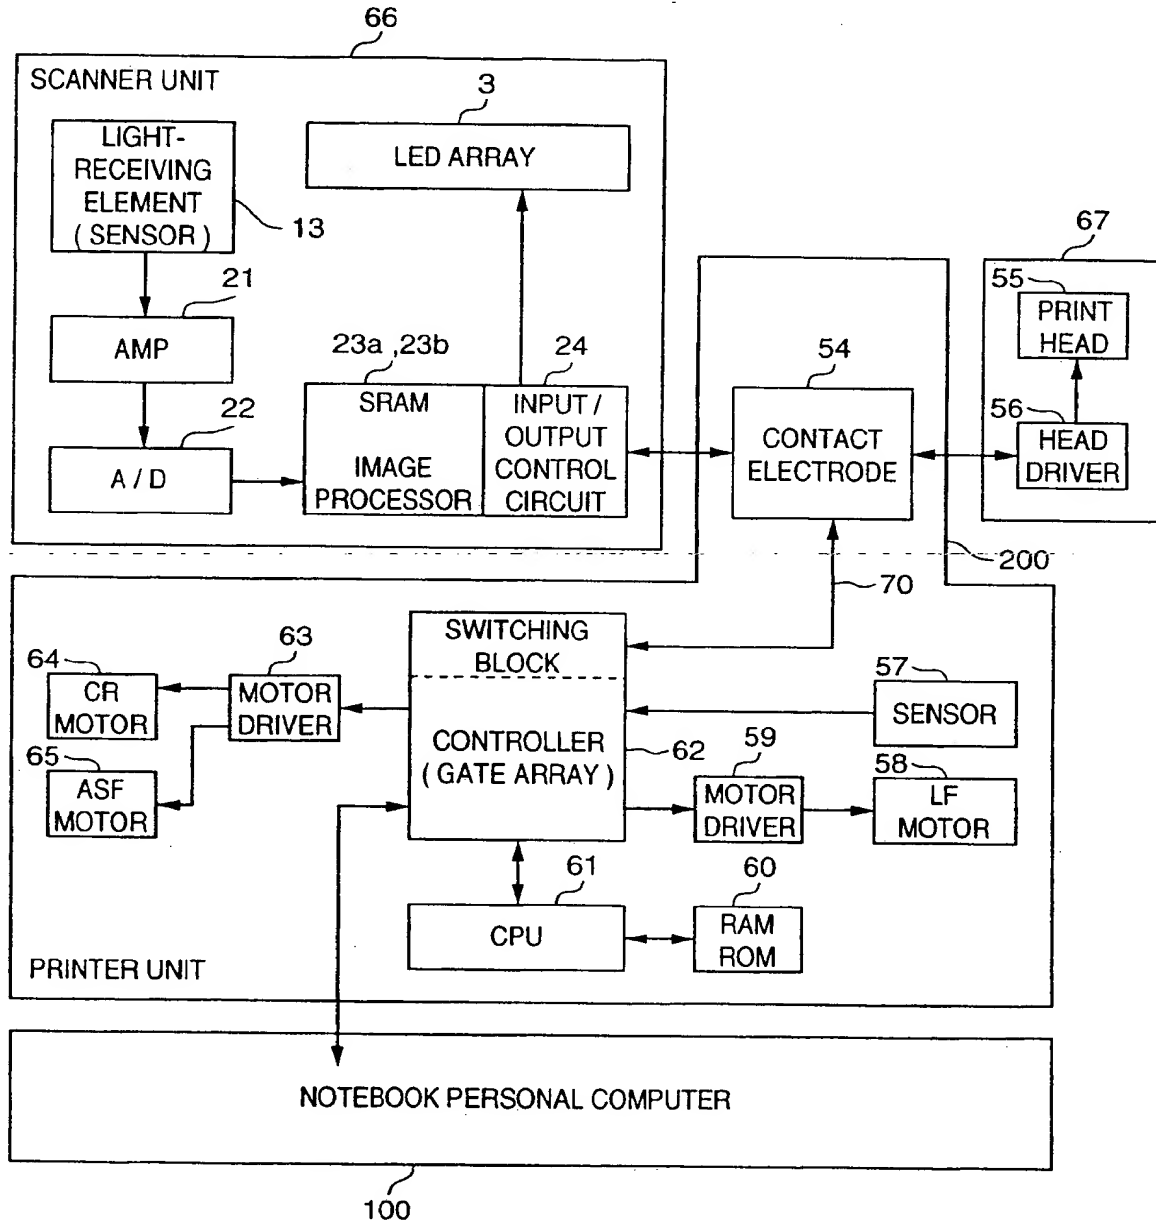 66
SCANNER UNIT
3
LIGHT-
RECEIVING
ELEMENT
( SENSOR )
LED ARRAY
13
67
21
55
PRINT
HEAD
AMP
23a ,23b
24
54
22
56
SRAM
IMAGE
PROCESSOR
INPUT /
OUTPUT
CONTROL
CIRCUIT
CONTACT
ELECTRODE
HEAD
DRIVER
A / D
200
70
SWITCHING
BLOCK
64
63
57
CR
MOTOR
MOTOR
DRIVER
SENSOR
CONTROLLER
( GATE ARRAY )
62
59
58
65
ASF
MOTOR
MOTOR
DRIVER
LF
MOTOR
61
60
CPU
RAM
ROM
PRINTER UNIT
NOTEBOOK PERSONAL COMPUTER
100